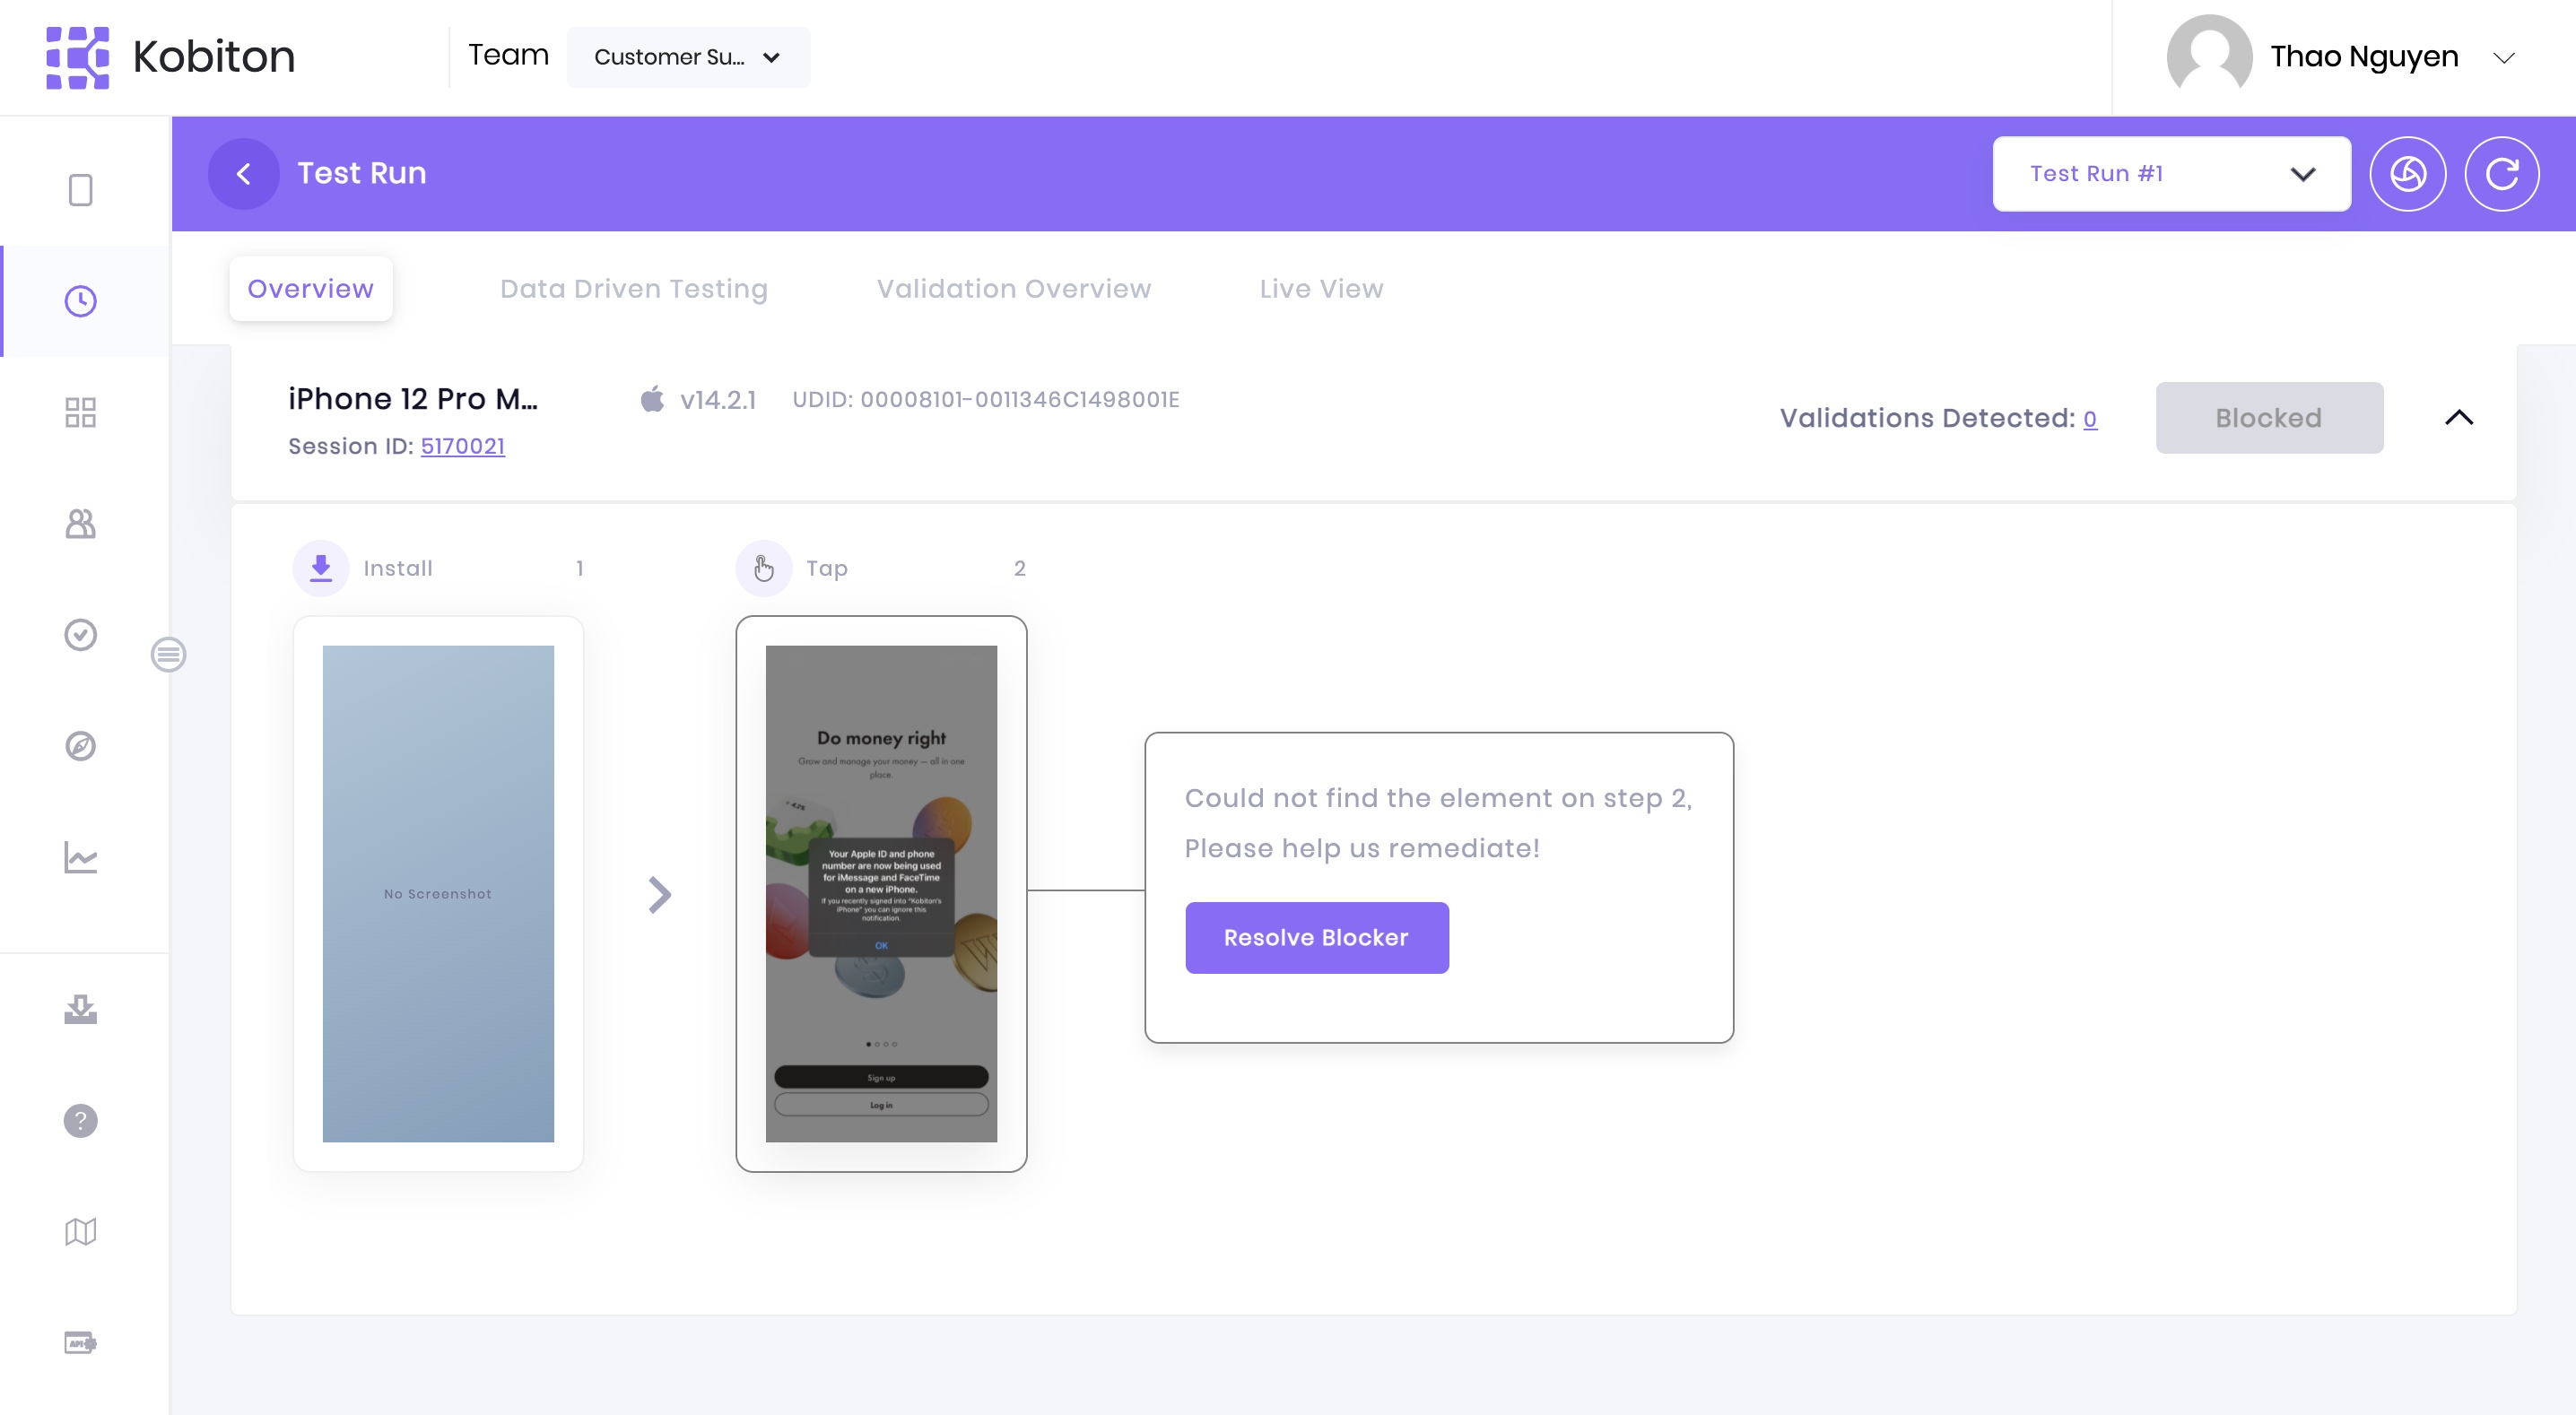 Kobiton
Team
Customer Su...
Thao Nguyen
Test Run
Test Run #1
Overview
Data Driven Testing
Validation Overview
Live View
iPhone 12 Pro M...
v14.2.1
UDID: 00008101-0011346C1498001E
Session ID: 5170021
Validations Detected: 0
Blocked
Install
1
Tap
2
No Screenshot
Do money right
Grow and manage your money — all in one
place.
Your Apple ID and phone
number are now being used
for iMessage and FaceTime
on a new iPhone.
If you recently signed into "Kobiton's
iPhone" you can ignore this
notification.
OK
Sign up
Log in
Could not find the element on step 2,
Please help us remediate!
Resolve Blocker
API